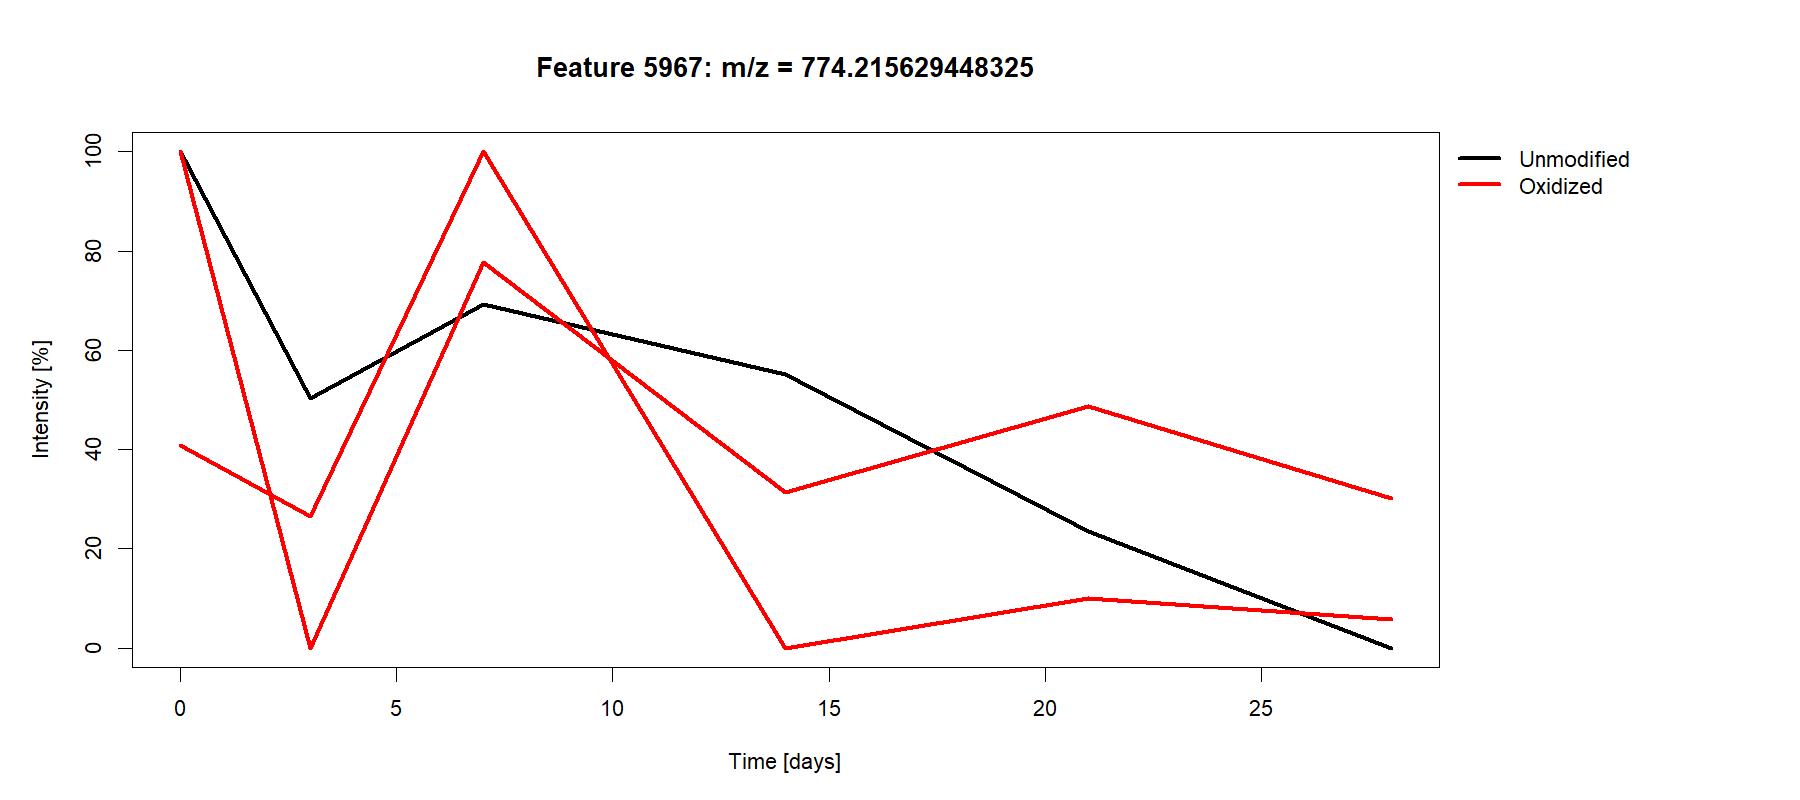 Feature 5967: m/z = 774.215629448325
Unmodified
Oxidized
Intensity [%]
100
80
60
40
20
0
0 5 10 15 20 25
Time [days]